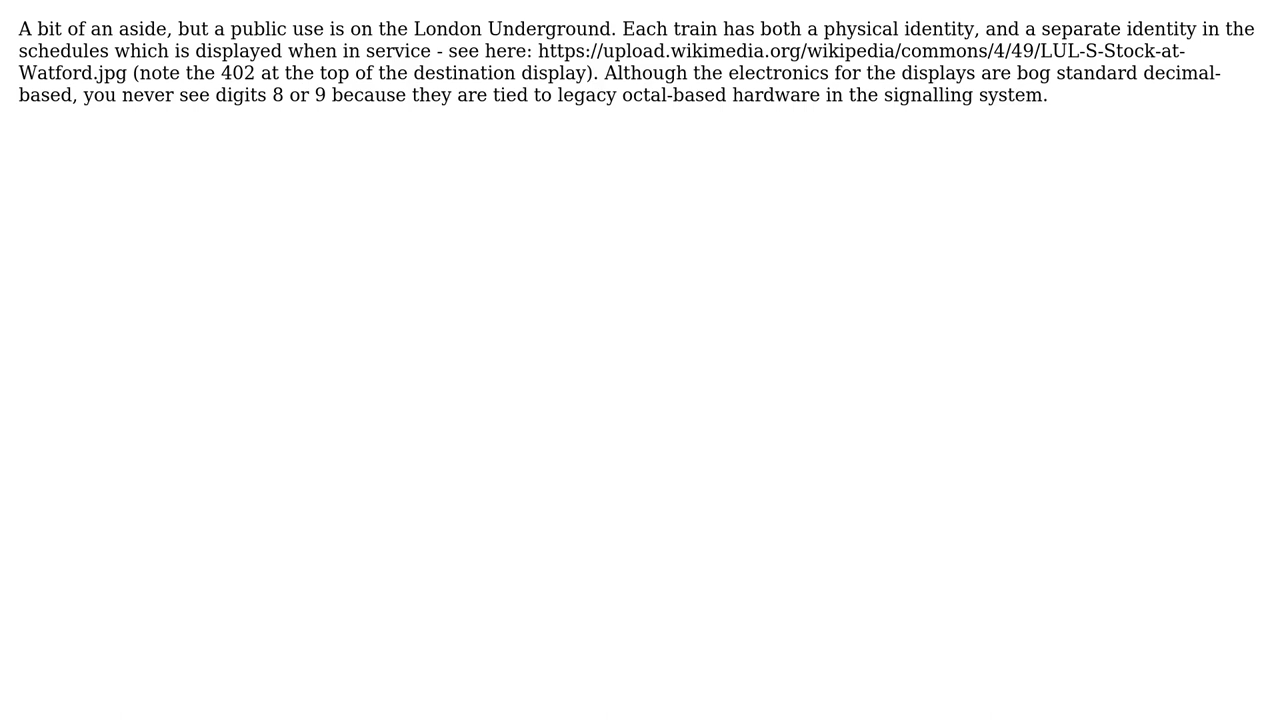 A bit of an aside, but a public use is on the London Underground. Each train has both a physical identity, and a separate identity in the
schedules which is displayed when in service - see here: https://upload.wikimedia.org/wikipedia/commons/4/49/LUL-S-Stock-at-
Watford.jpg (note the 402 at the top of the destination display). Although the electronics for the displays are bog standard decimal-
based, you never see digits 8 or 9 because they are tied to legacy octal-based hardware in the signalling system.